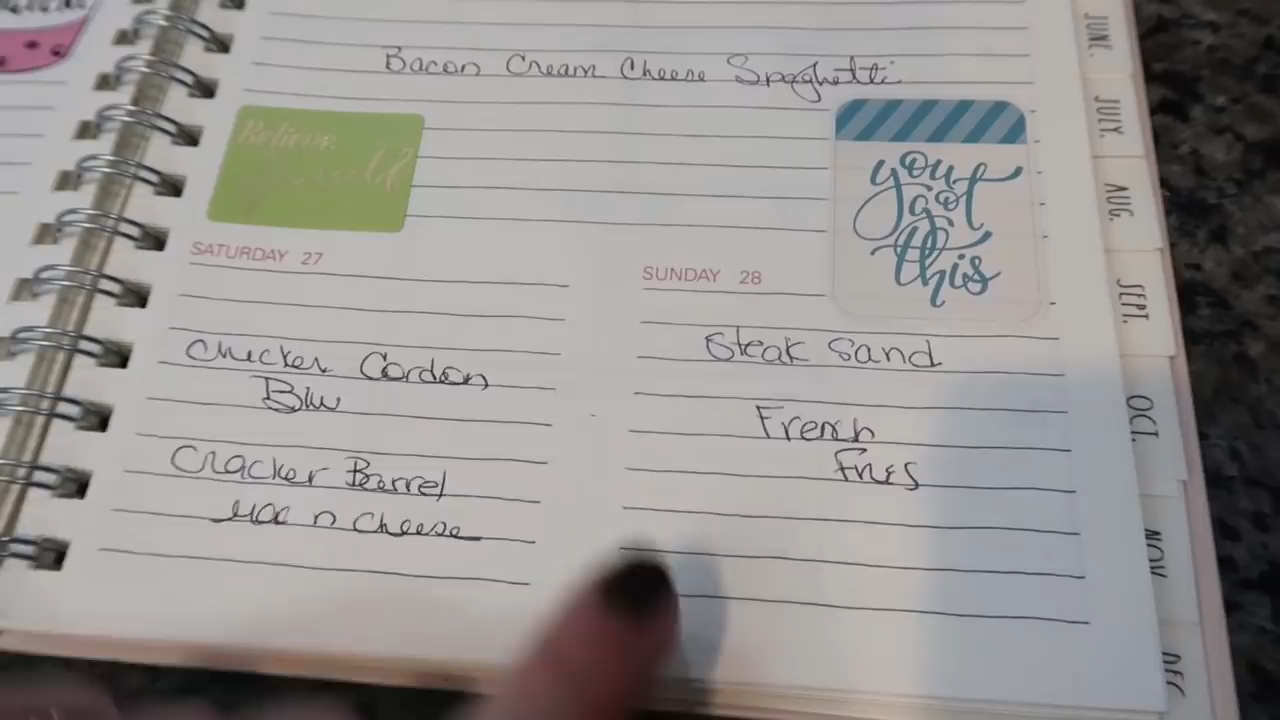 Bacon Cream Cheese Spaghetti
Believe
you
got
this
SATURDAY 27
Chicken Cordon
Blu
Cracker Barrel
Mac n Cheese
SUNDAY 28
Steak Sand
French
Fries
JUNE.
JULY.
AUG.
SEPT.
OCT.
NOV
DEC